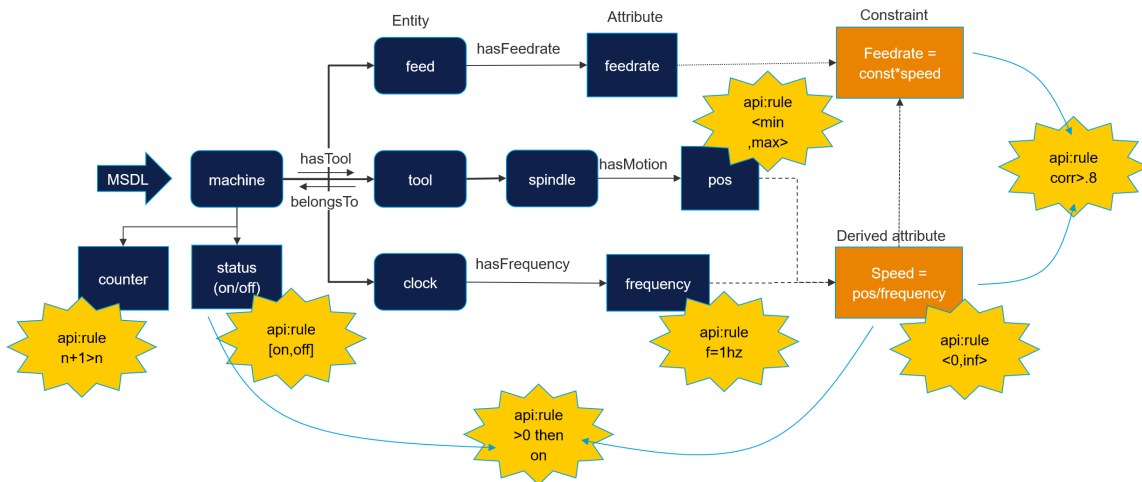 Entity
Attribute
Constraint
hasFeedrate
feed
feedrate
Feedrate =
const*speed
api:rule
<min
,max>
api:rule
corr>.8
MSDL
machine
hasTool
belongsTo
tool
spindle
hasMotion
pos
counter
status
(on/off)
clock
hasFrequency
frequency
Derived attribute
Speed =
pos/frequency
api:rule
n+1>n
api:rule
[on,off]
api:rule
f=1hz
api:rule
<0,inf>
api:rule
>0 then
on